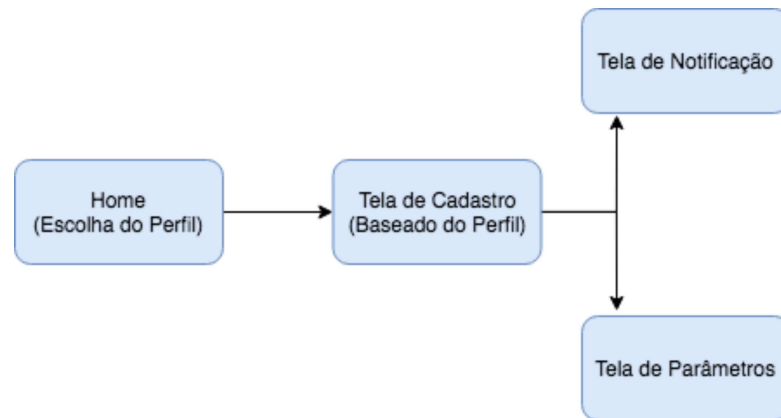 Tela de Notificação
Home
(Escolha do Perfil)
Tela de Cadastro
(Baseado do Perfil)
Tela de Parâmetros